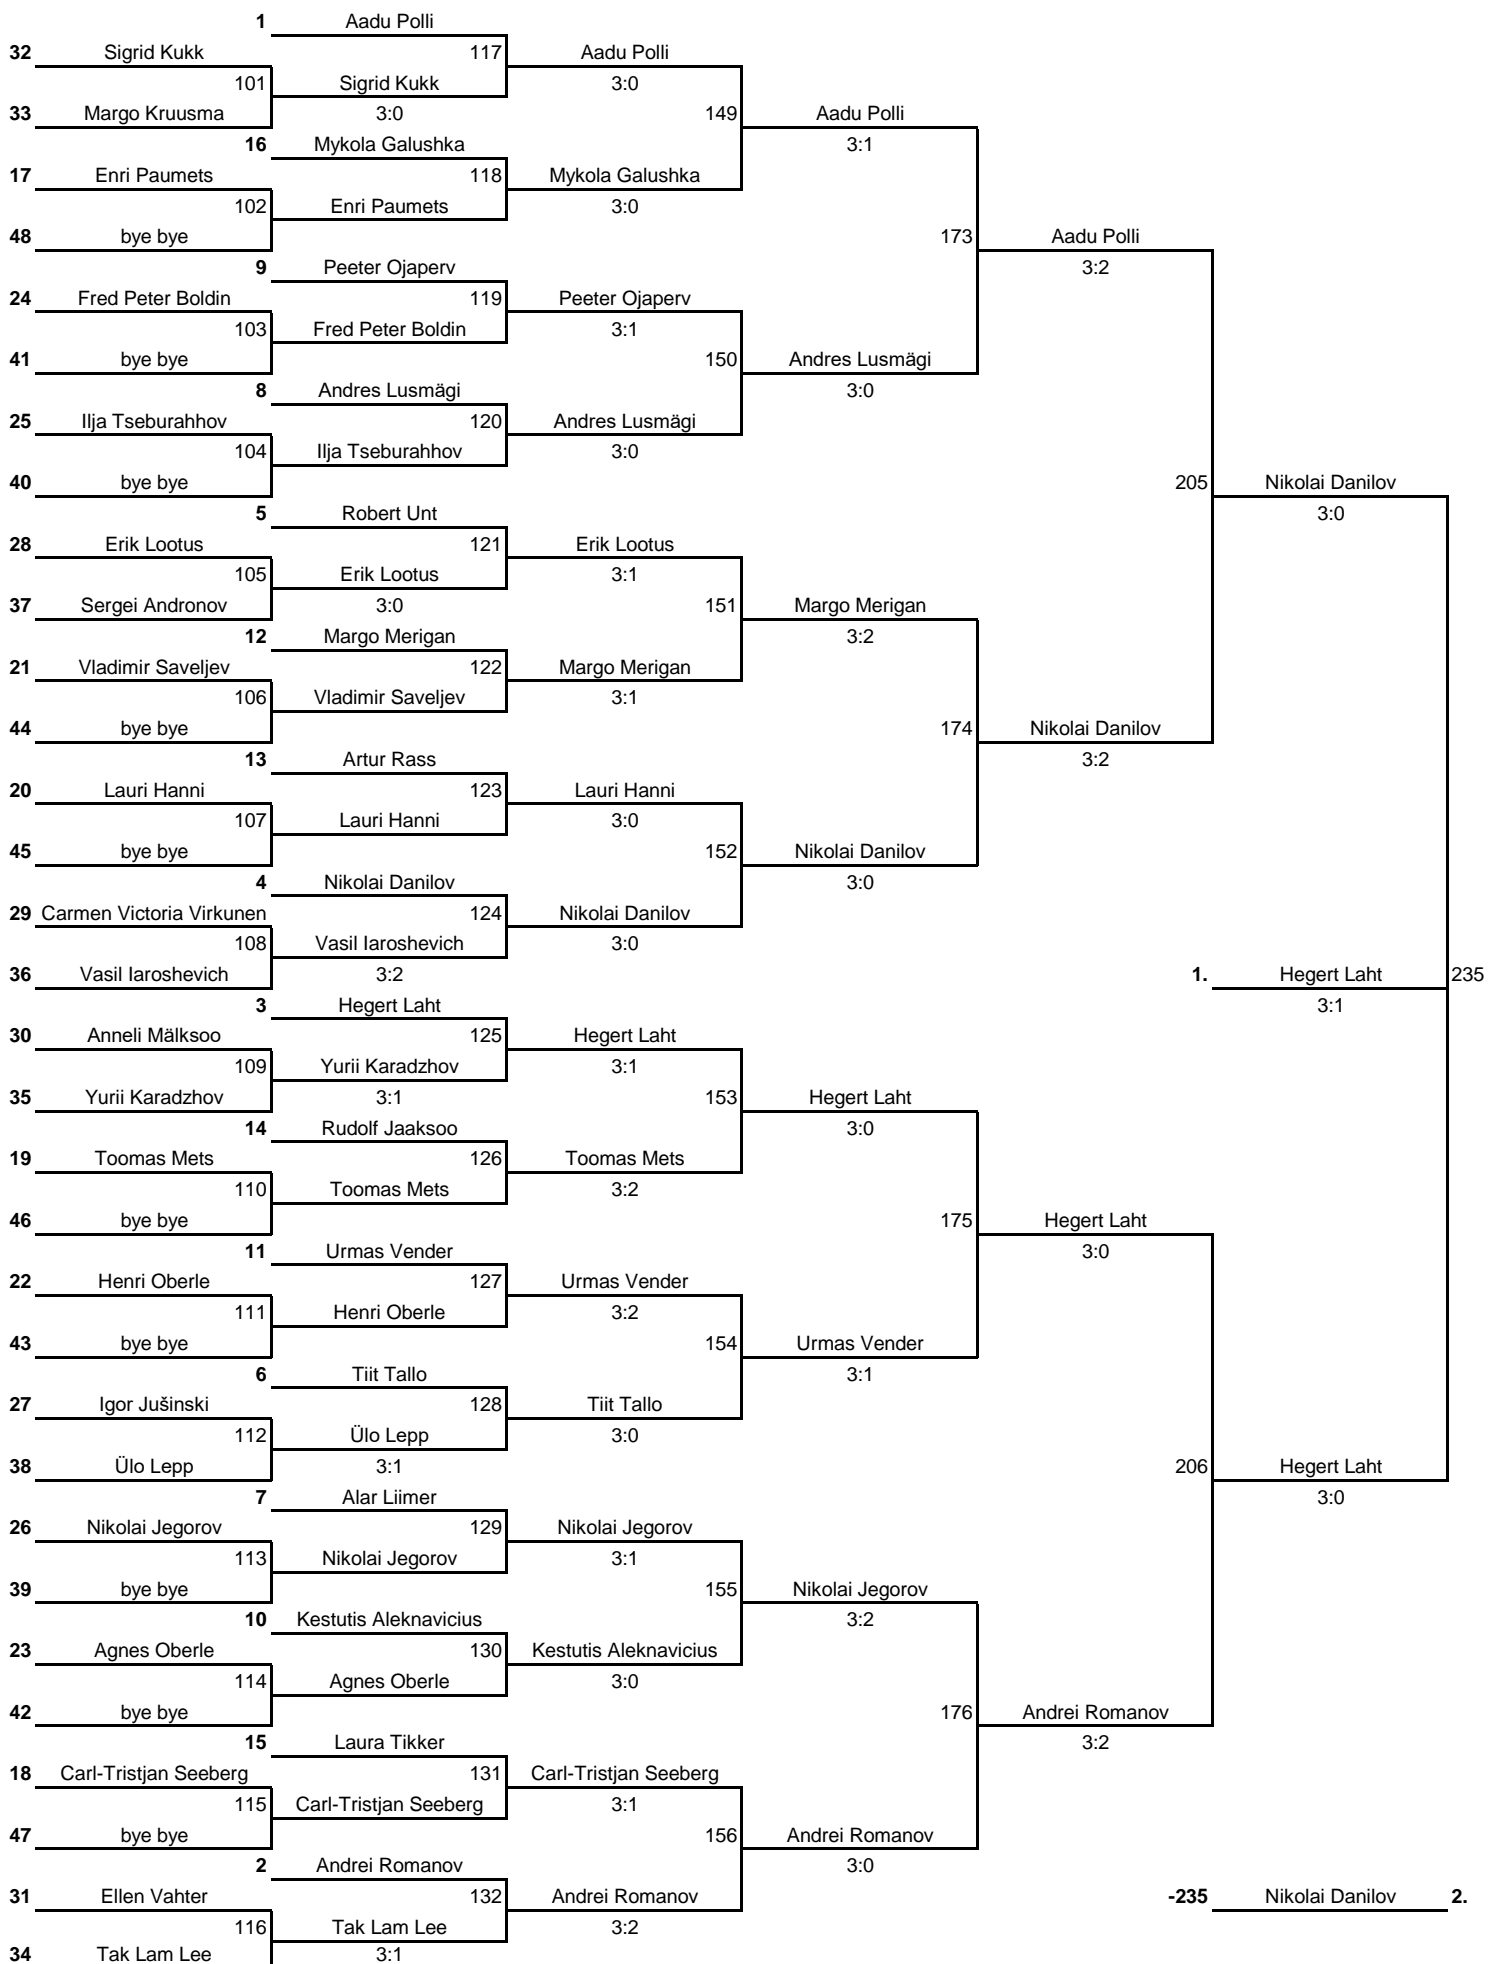 1 Aadu Polli
32 Sigrid Kukk 117 Aadu Polli
101 Sigrid Kukk 3:0
33 Margo Kruusma 3:0 149 Aadu Polli
16 Mykola Galushka 3:1
17 Enri Paumets 118 Mykola Galushka
102 Enri Paumets 3:0
48 bye bye 173 Aadu Polli
9 Peeter Ojaperv 3:2
24 Fred Peter Boldin 119 Peeter Ojaperv
103 Fred Peter Boldin 3:1
41 bye bye 150 Andres Lusmägi
8 Andres Lusmägi 3:0
25 Ilja Tseburahhov 120 Andres Lusmägi
104 Ilja Tseburahhov 3:0
40 bye bye 205 Nikolai Danilov
5 Robert Unt 3:0
28 Erik Lootus 121 Erik Lootus
105 Erik Lootus 3:1
37 Sergei Andronov 3:0 151 Margo Merigan
12 Margo Merigan 3:2
21 Vladimir Saveljev 122 Margo Merigan
106 Vladimir Saveljev 3:1
44 bye bye 174 Nikolai Danilov
13 Artur Rass 3:2
20 Lauri Hanni 123 Lauri Hanni
107 Lauri Hanni 3:0
45 bye bye 152 Nikolai Danilov
4 Nikolai Danilov 3:0
29 Carmen Victoria Virkunen 124 Nikolai Danilov
108 Vasil Iaroshevich 3:0
36 Vasil Iaroshevich 3:2 1. Hegert Laht 235
3 Hegert Laht 3:1
30 Anneli Mälksoo 125 Hegert Laht
109 Yurii Karadzhov 3:1
35 Yurii Karadzhov 3:1 153 Hegert Laht
14 Rudolf Jaaksoo 3:0
19 Toomas Mets 126 Toomas Mets
110 Toomas Mets 3:2
46 bye bye 175 Hegert Laht
11 Urmas Vender 3:0
22 Henri Oberle 127 Urmas Vender
111 Henri Oberle 3:2
43 bye bye 154 Urmas Vender
6 Tiit Tallo 3:1
27 Igor Jušinski 128 Tiit Tallo
112 Ülo Lepp 3:0
38 Ülo Lepp 3:1 206 Hegert Laht
7 Alar Liimer 3:0
26 Nikolai Jegorov 129 Nikolai Jegorov
113 Nikolai Jegorov 3:1
39 bye bye 155 Nikolai Jegorov
10 Kestutis Aleknavicius 3:2
23 Agnes Oberle 130 Kestutis Aleknavicius
114 Agnes Oberle 3:0
42 bye bye 176 Andrei Romanov
15 Laura Tikker 3:2
18 Carl-Tristjan Seeberg 131 Carl-Tristjan Seeberg
115 Carl-Tristjan Seeberg 3:1
47 bye bye 156 Andrei Romanov
2 Andrei Romanov 3:0
31 Ellen Vahter 132 Andrei Romanov -235 Nikolai Danilov 2.
116 Tak Lam Lee 3:2
34 Tak Lam Lee 3:1